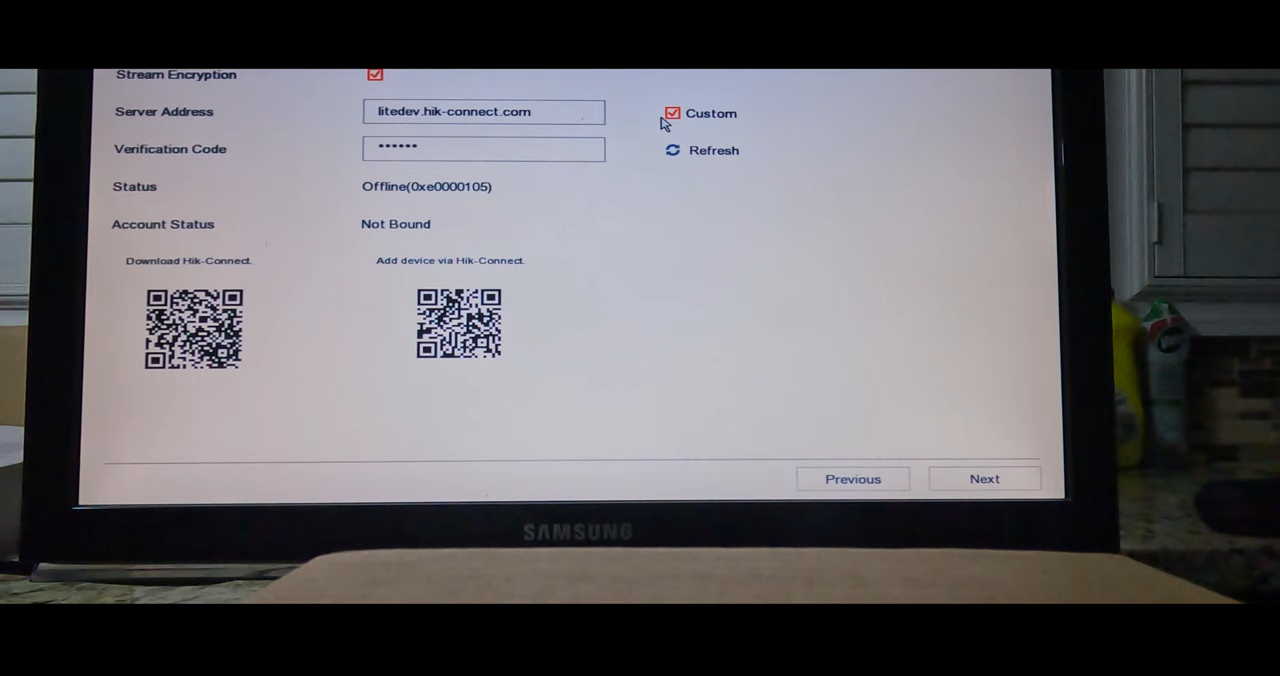 Stream Encryption
Server Address litedev.hik-connect.com Custom
Verification Code •••••• Refresh
Status Offline(0xe0000105)
Account Status Not Bound
Download Hik-Connect. Add device via Hik-Connect.
Previous Next
SAMSUNG